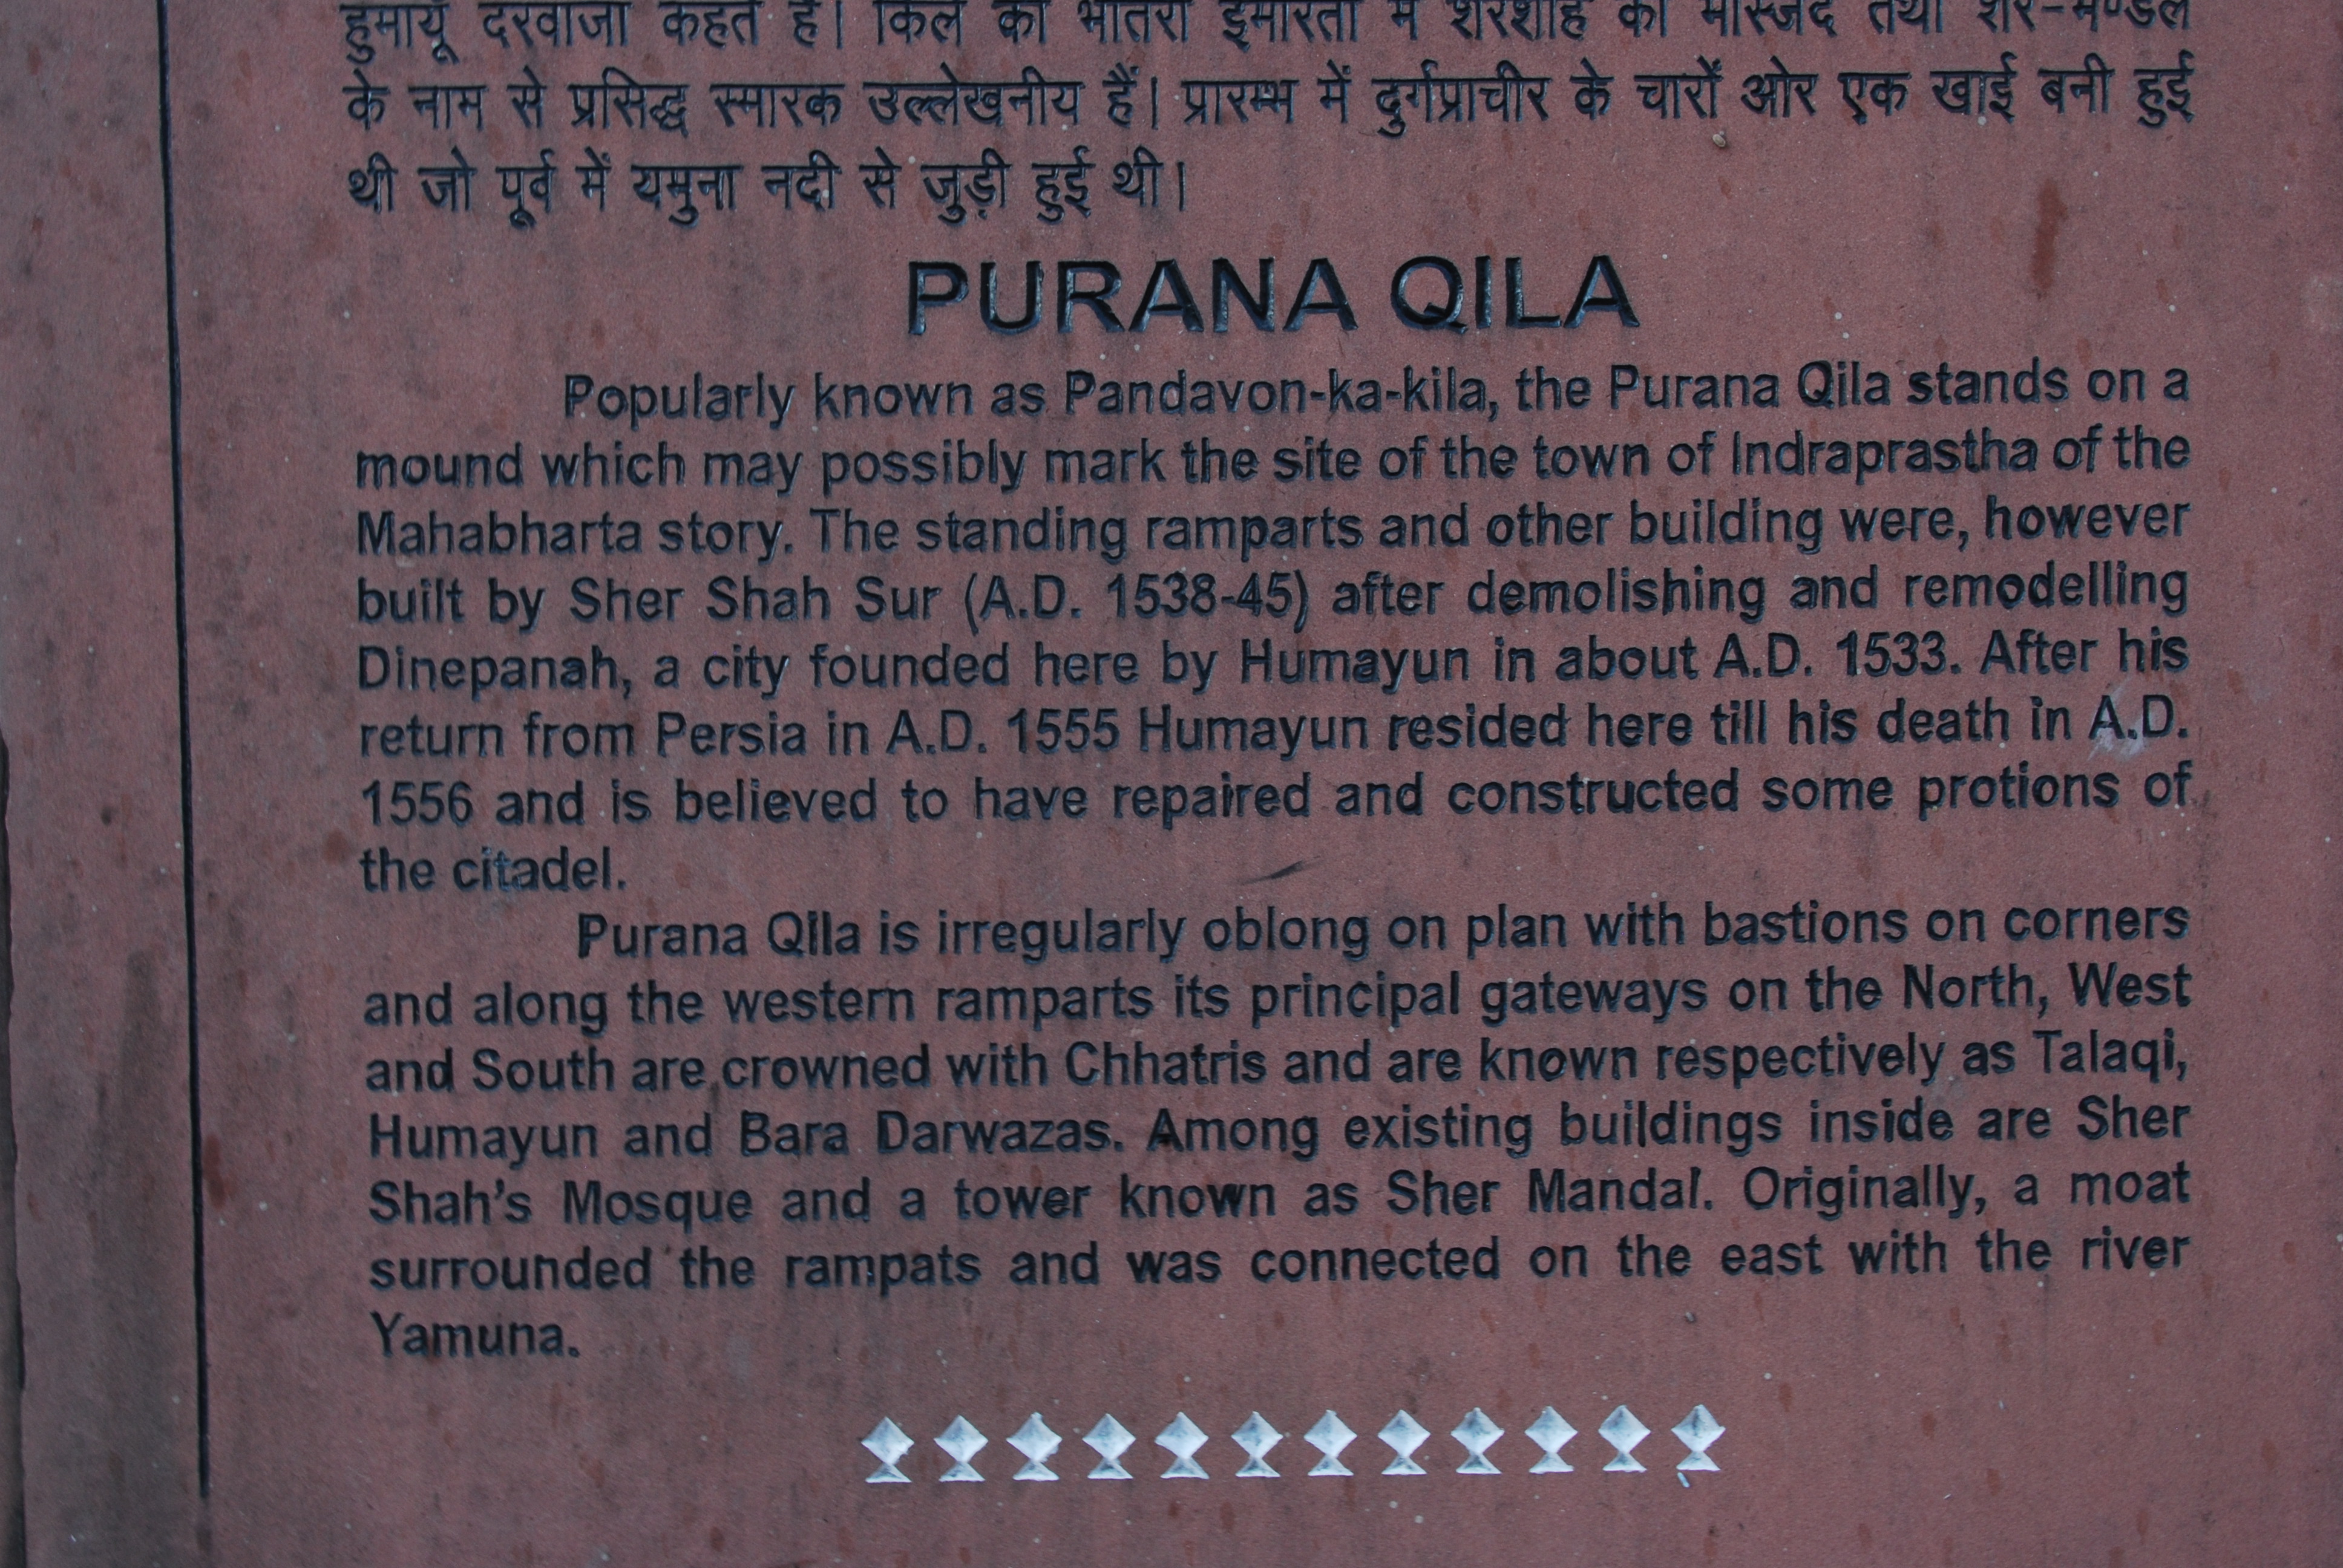 हुमायूँ दरवाजा कहते हैं। किले की भीतरी इमारतों में शेरशाह की मस्जिद तथा शेर-मण्डल
के नाम से प्रसिद्ध स्मारक उल्लेखनीय हैं। प्रारम्भ में दुर्गप्राचीर के चारों ओर एक खाई बनी हुई
थी जो पूर्व में यमुना नदी से जुड़ी हुई थी।
PURANA QILA
Popularly known as Pandavon-ka-kila, the Purana Qila stands on a
mound which may possibly mark the site of the town of Indraprastha of the
Mahabharta story. The standing ramparts and other building were, however
built by Sher Shah Sur (A.D. 1538-45) after demolishing and remodelling
Dinepanah, a city founded here by Humayun in about A.D. 1533. After his
return from Persia in A.D. 1555 Humayun resided here till his death in A.D.
1556 and is believed to have repaired and constructed some protions of
the citadel.
Purana Qila is irregularly oblong on plan with bastions on corners
and along the western ramparts its principal gateways on the North, West
and South are crowned with Chhatris and are known respectively as Talaqi,
Humayun and Bara Darwazas. Among existing buildings inside are Sher
Shah's Mosque and a tower known as Sher Mandal. Originally, a moat
surrounded the rampats and was connected on the east with the river
Yamuna.